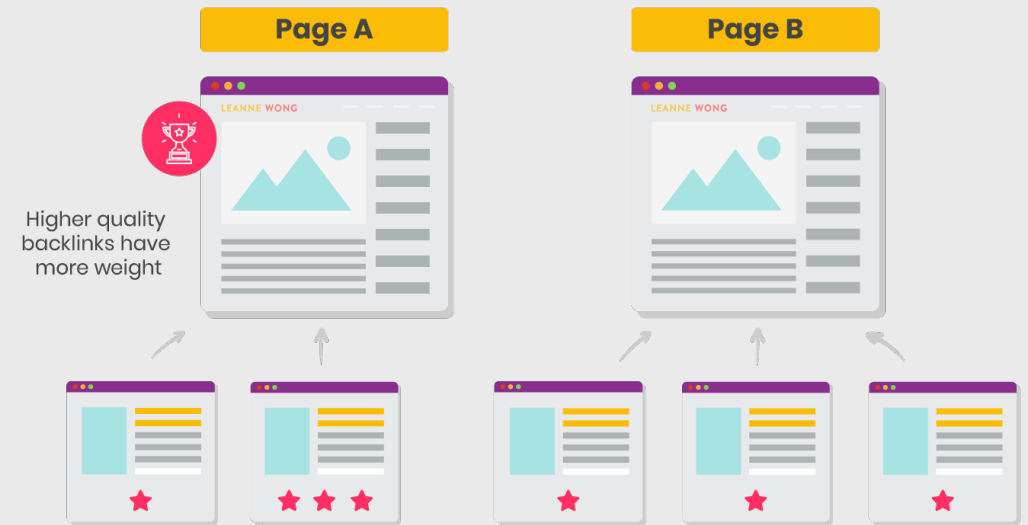 Page A
Page B
LEANNE WONG
LEANNE WONG
Higher quality
backlinks have
more weight